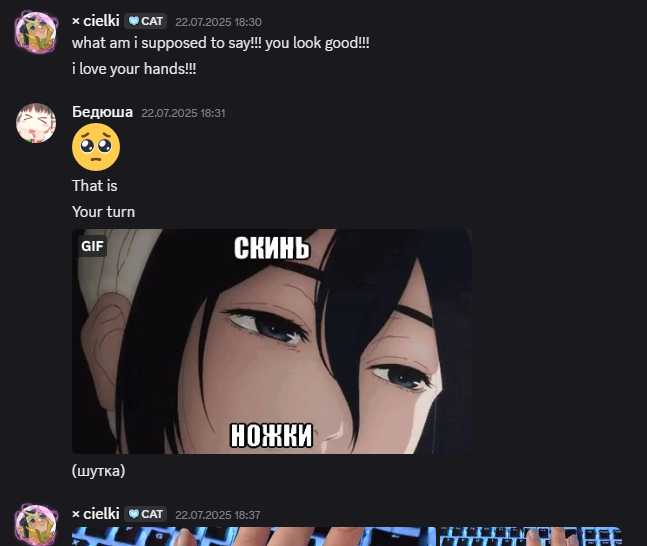 × cielki CAT 22.07.2025 18:30
what am i supposed to say!!! you look good!!!
i love your hands!!!
Бедюша 22.07.2025 18:31
That is
Your turn
GIF
СКИНЬ
НОЖКИ
(шутка)
× cielki CAT 22.07.2025 18:37